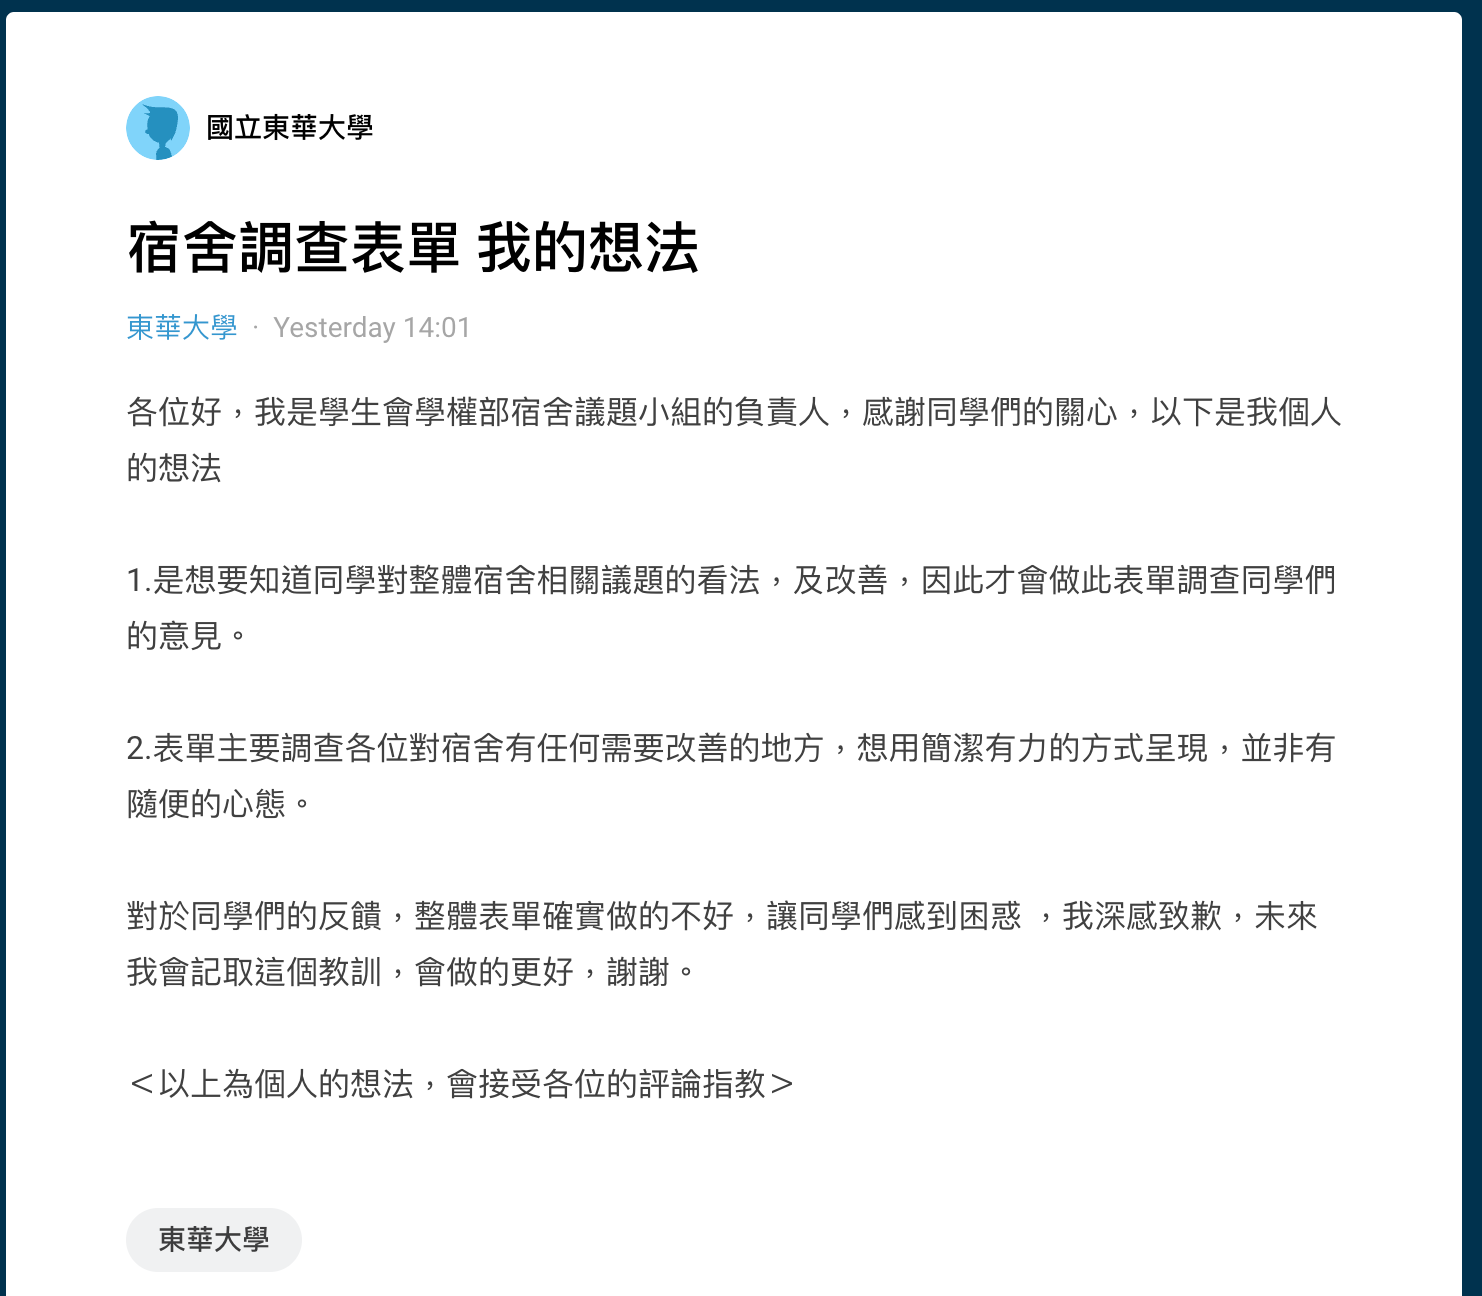 國立東華大學
宿舍調查表單 我的想法
東華大學 · Yesterday 14:01
各位好，我是學生會學權部宿舍議題小組的負責人，感謝同學們的關心，以下是我個人
的想法
1.是想要知道同學對整體宿舍相關議題的看法，及改善，因此才會做此表單調查同學們
的意見。
2.表單主要調查各位對宿舍有任何需要改善的地方，想用簡潔有力的方式呈現，並非有
隨便的心態。
對於同學們的反饋，整體表單確實做的不好，讓同學們感到困惑 ，我深感致歉，未來
我會記取這個教訓，會做的更好，謝謝。
＜以上為個人的想法，會接受各位的評論指教＞
東華大學